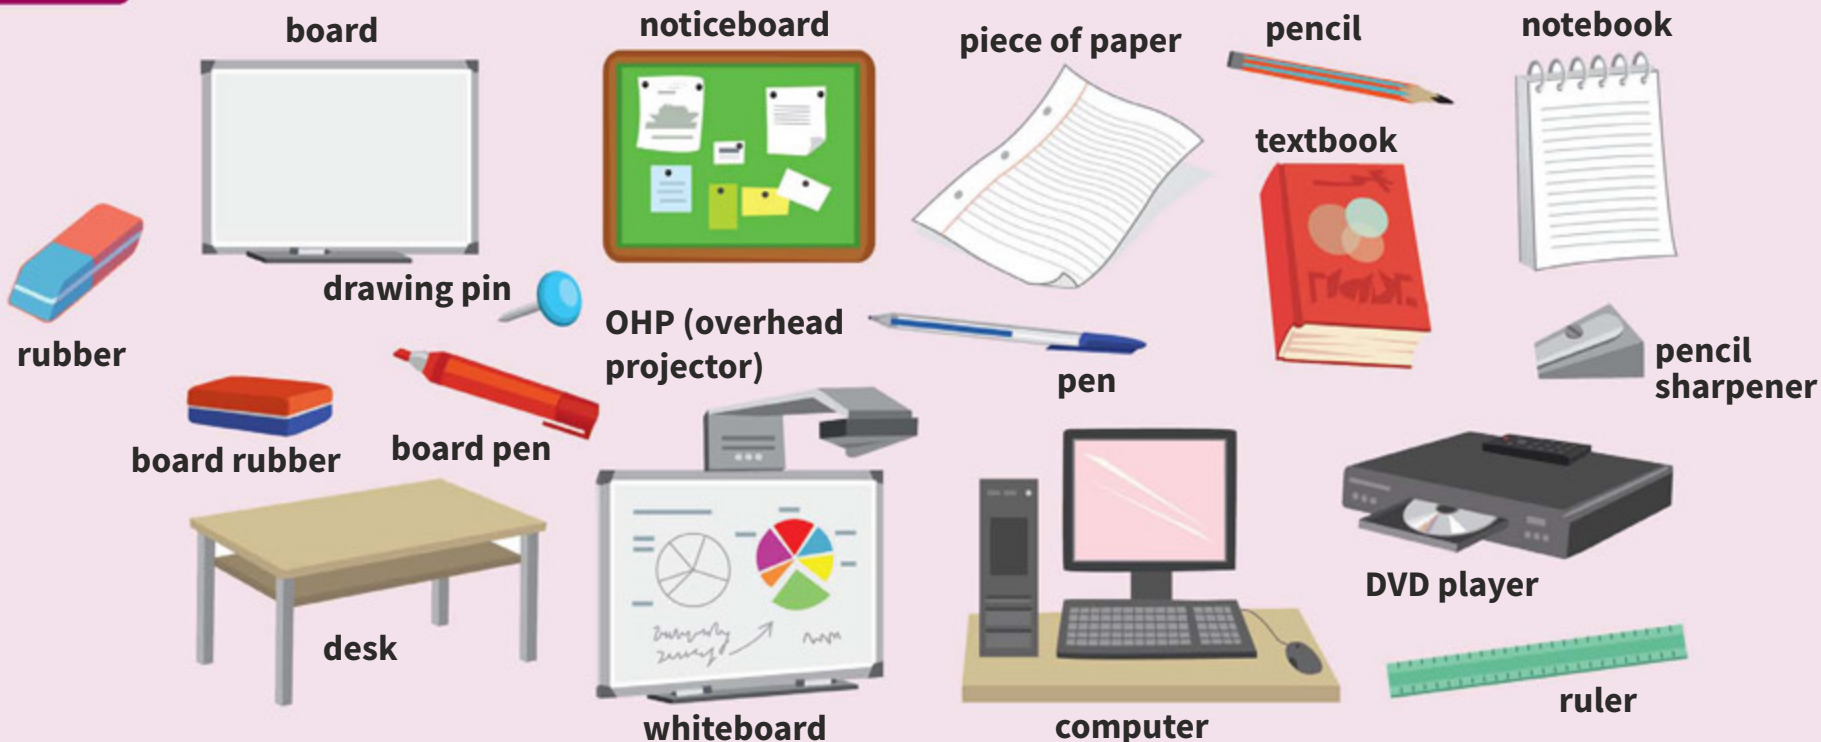 board
noticeboard
piece of paper
pencil
notebook
textbook
drawing pin
OHP (overhead
projector)
rubber
pen
pencil
sharpener
board rubber
board pen
DVD player
desk
ruler
whiteboard
computer